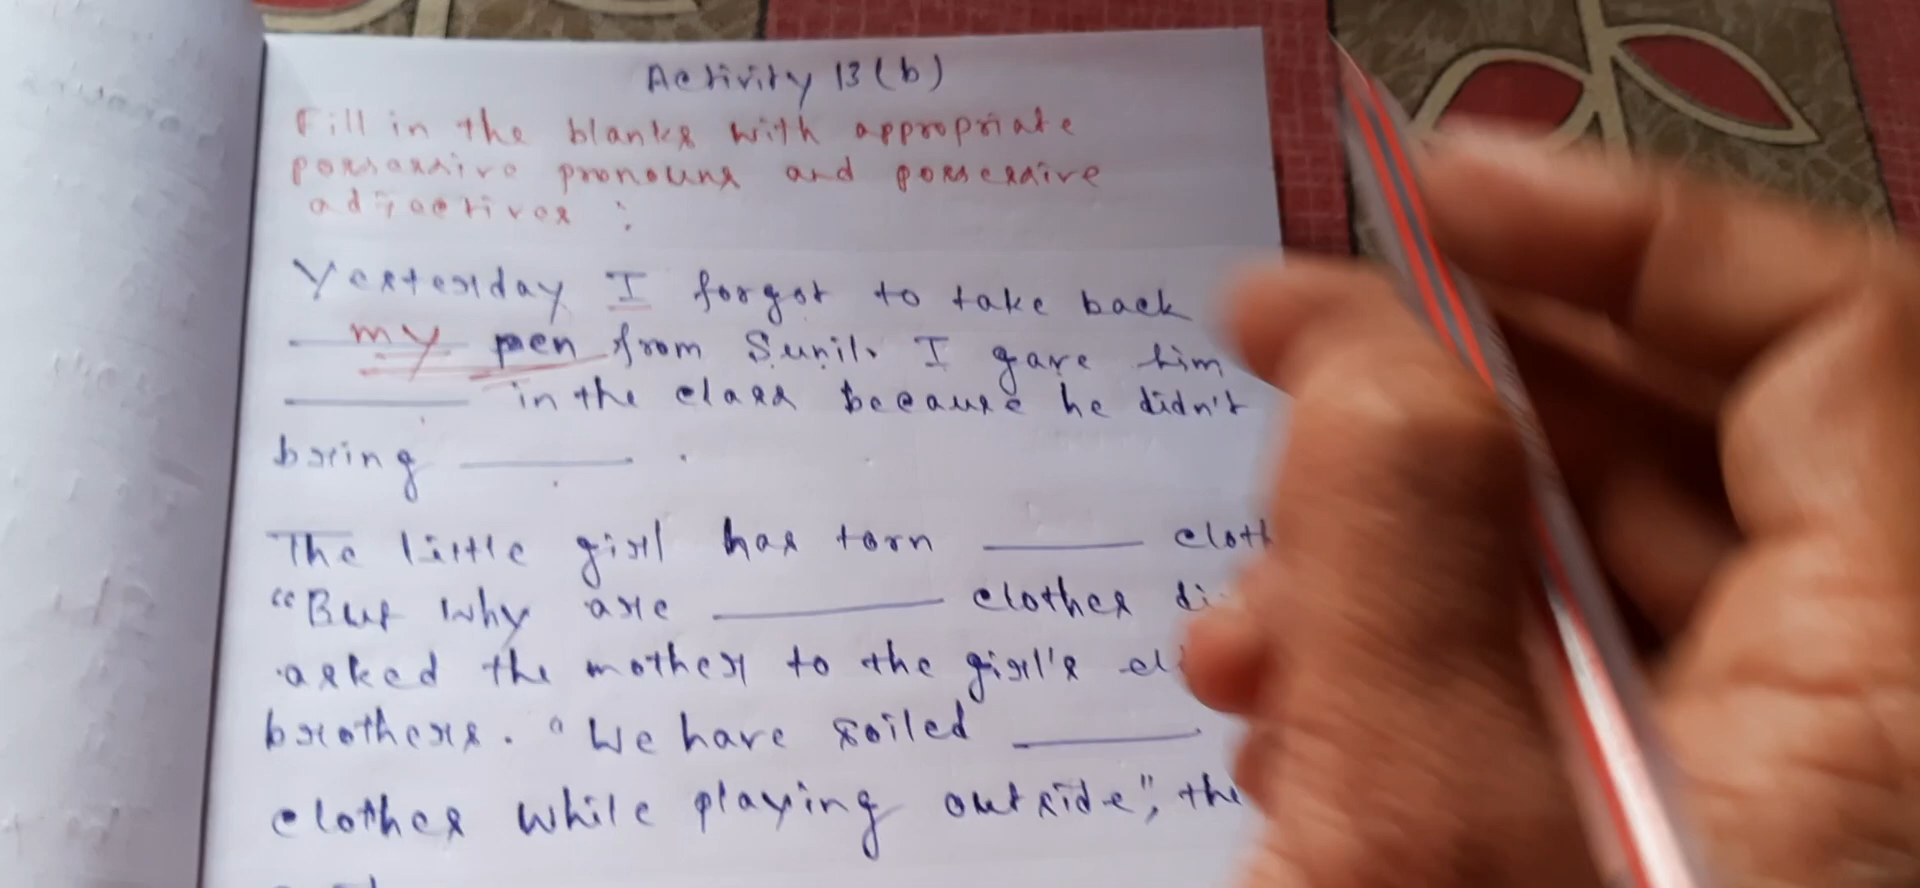 Activity 13 (b)
Fill in the blanks with appropriate
possessive pronouns and possessive
adjectives :
Yesterday I forgot to take back
my pen from Sunil. I gave him
in the class because he didn't
bring .
The little girl has torn
"But why are clothes
asked the mother to the girl's
brothers. "We have soiled
clothes while playing outside", the